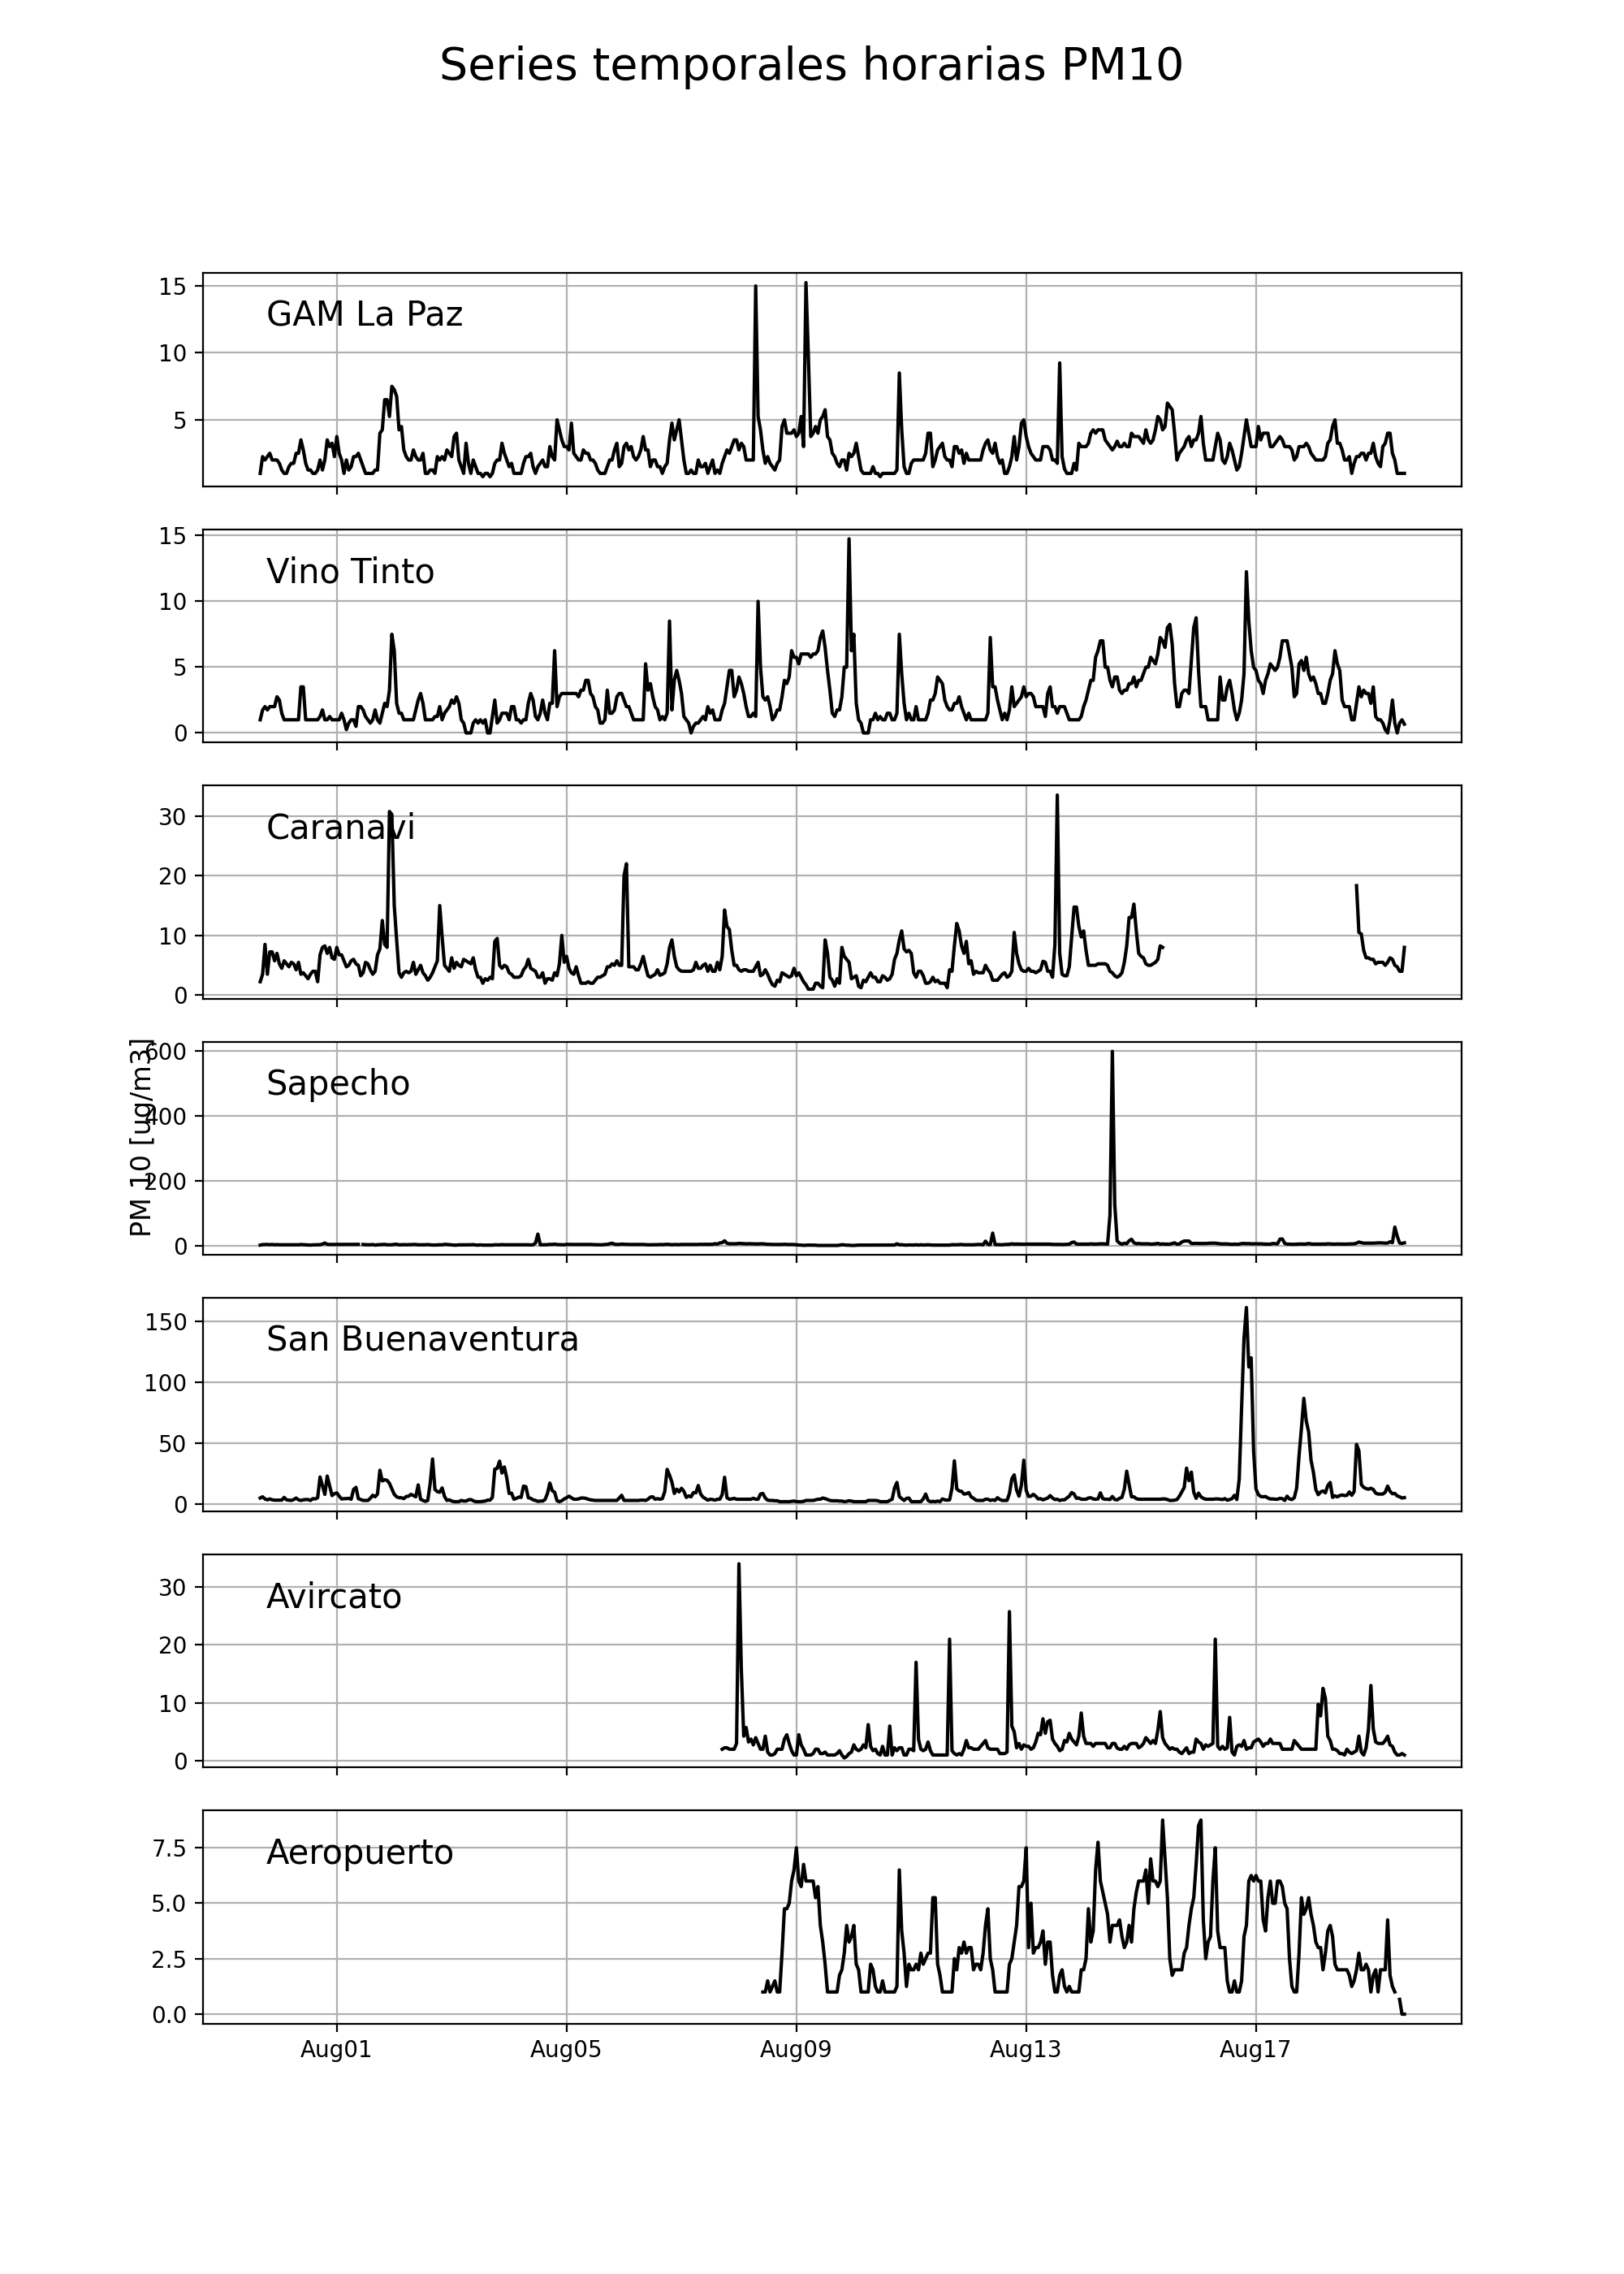 Series temporales horarias PM10
15
10
5
GAM La Paz
15
10
5
0
Vino Tinto
30
20
10
0
Caranavi
PM 10 [ug/m3]
600
400
200
0
Sapecho
150
100
50
0
San Buenaventura
30
20
10
0
Avircato
7.5
5.0
2.5
0.0
Aeropuerto
Aug01 Aug05 Aug09 Aug13 Aug17